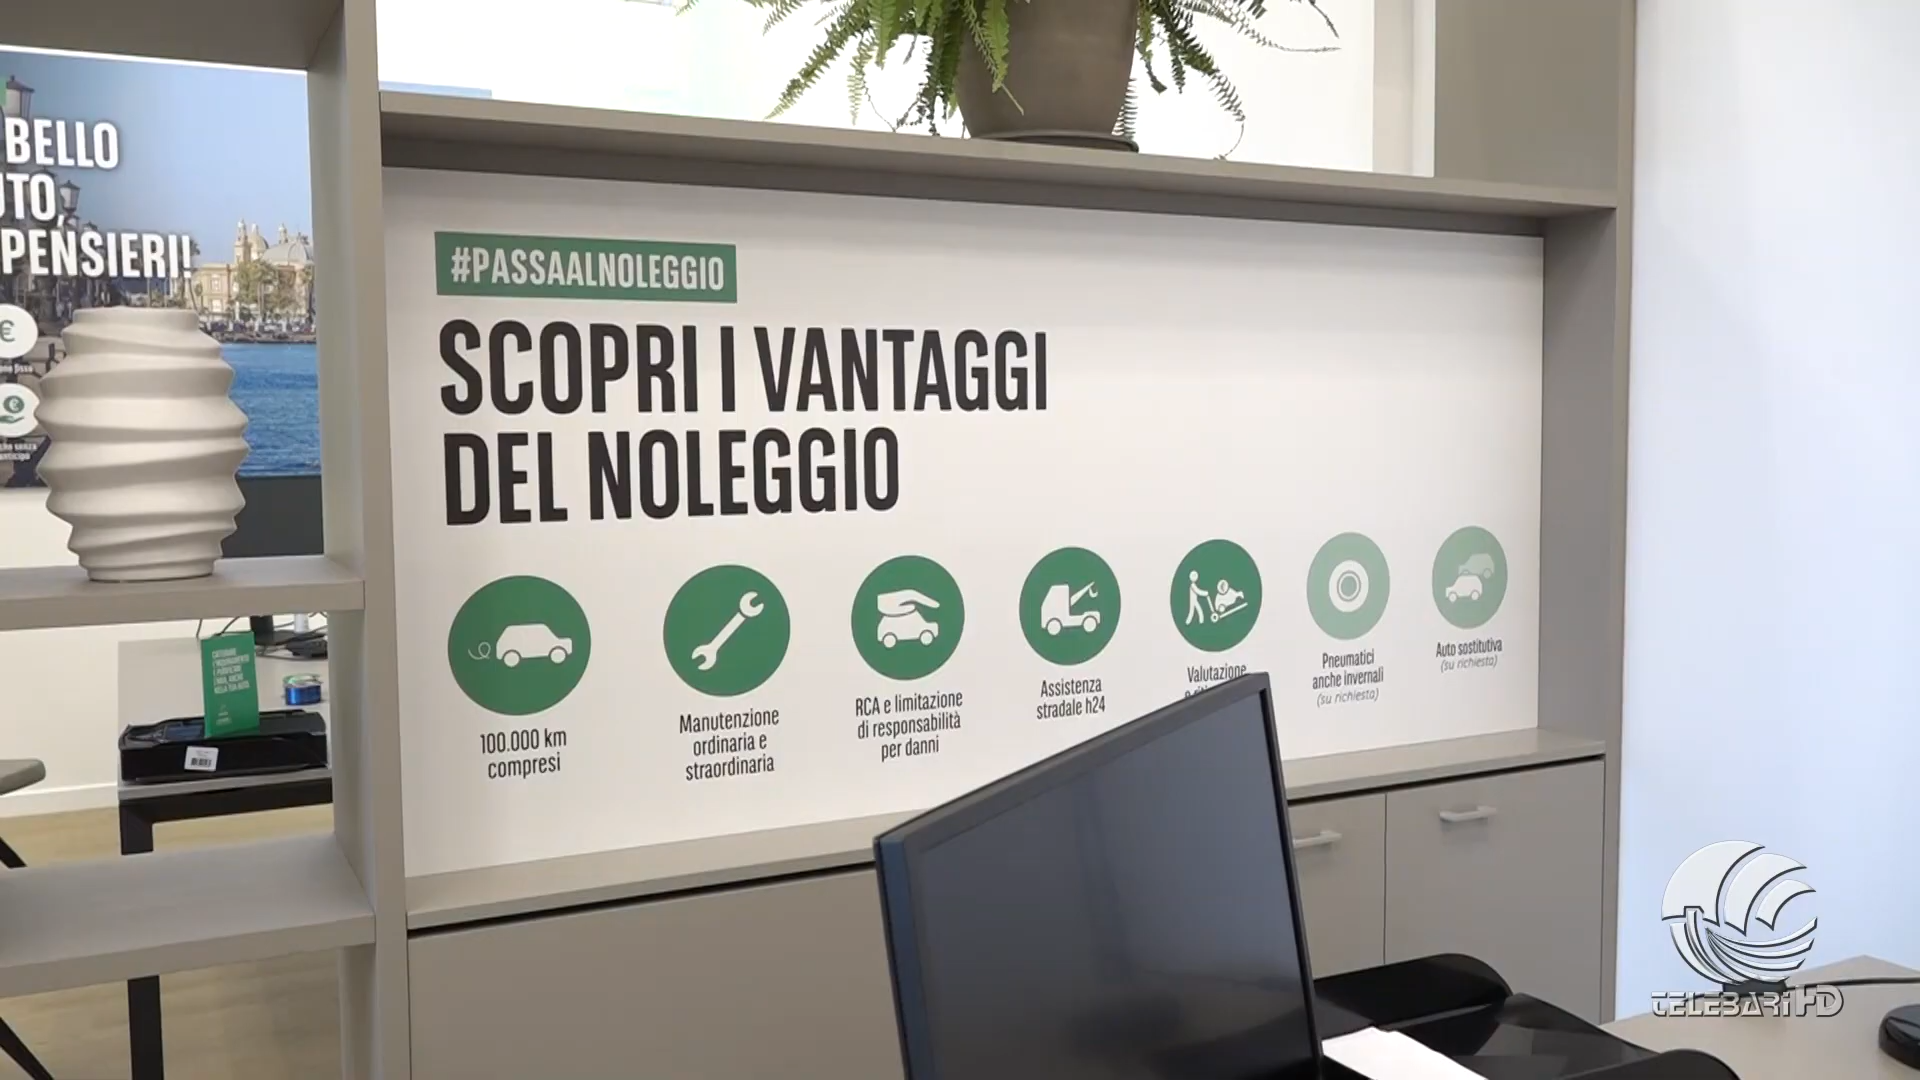 BELLO
UTO,
PENSIERI!
#PASSAALNOLEGGIO
SCOPRI I VANTAGGI
DEL NOLEGGIO
100.000 km
compresi
Manutenzione
ordinaria e
straordinaria
RCA e limitazione
di responsabilità
per danni
Assistenza
stradale h24
Valutazione
Pneumatici
anche invernali
(su richiesta)
Auto sostitutiva
(su richiesta)
TELEBARI HD